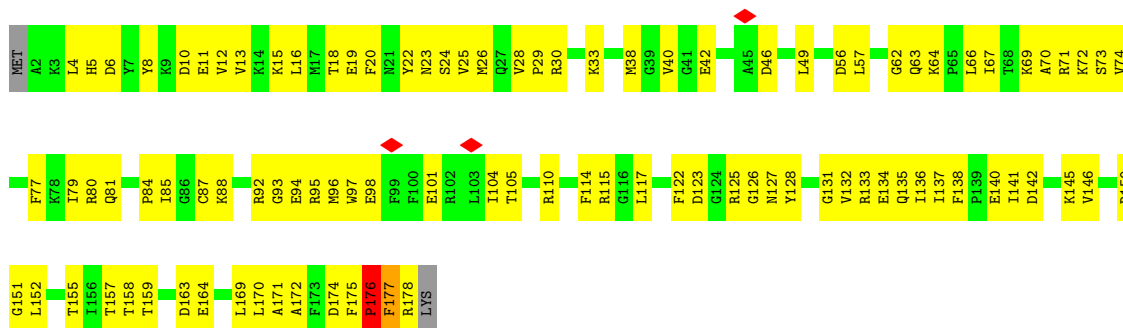 MET A2 K3 L4 H5 D6 Y7 Y8 K9 D10 E11 V12 V13 K14 K15 L16 M17 T18 E19 F20 N21 Y22 N23 S24 V25 M26 Q27 V28 P29 R30 K33 M38 G39 V40 G41 E42 A45 D46 L49 D56 L57 G62 Q63 K64 P65 L66 I67 T68 K69 A70 R71 K72 S73 V74
F77 K78 I79 R80 Q81 P84 I85 G86 C87 K88 R92 G93 E94 R95 M96 W97 E98 F99 F100 E101 R102 L103 I104 T105 R110 F114 R115 G116 L117 F122 D123 G124 R125 G126 N127 Y128 G131 V132 R133 E134 Q135 I136 I137 F138 P139 E140 I141 D142 K145 V146
G151 L152 T155 I156 T157 T158 T159 D163 E164 L169 L170 A171 A172 F173 D174 F175 P176 F177 R178 LYS